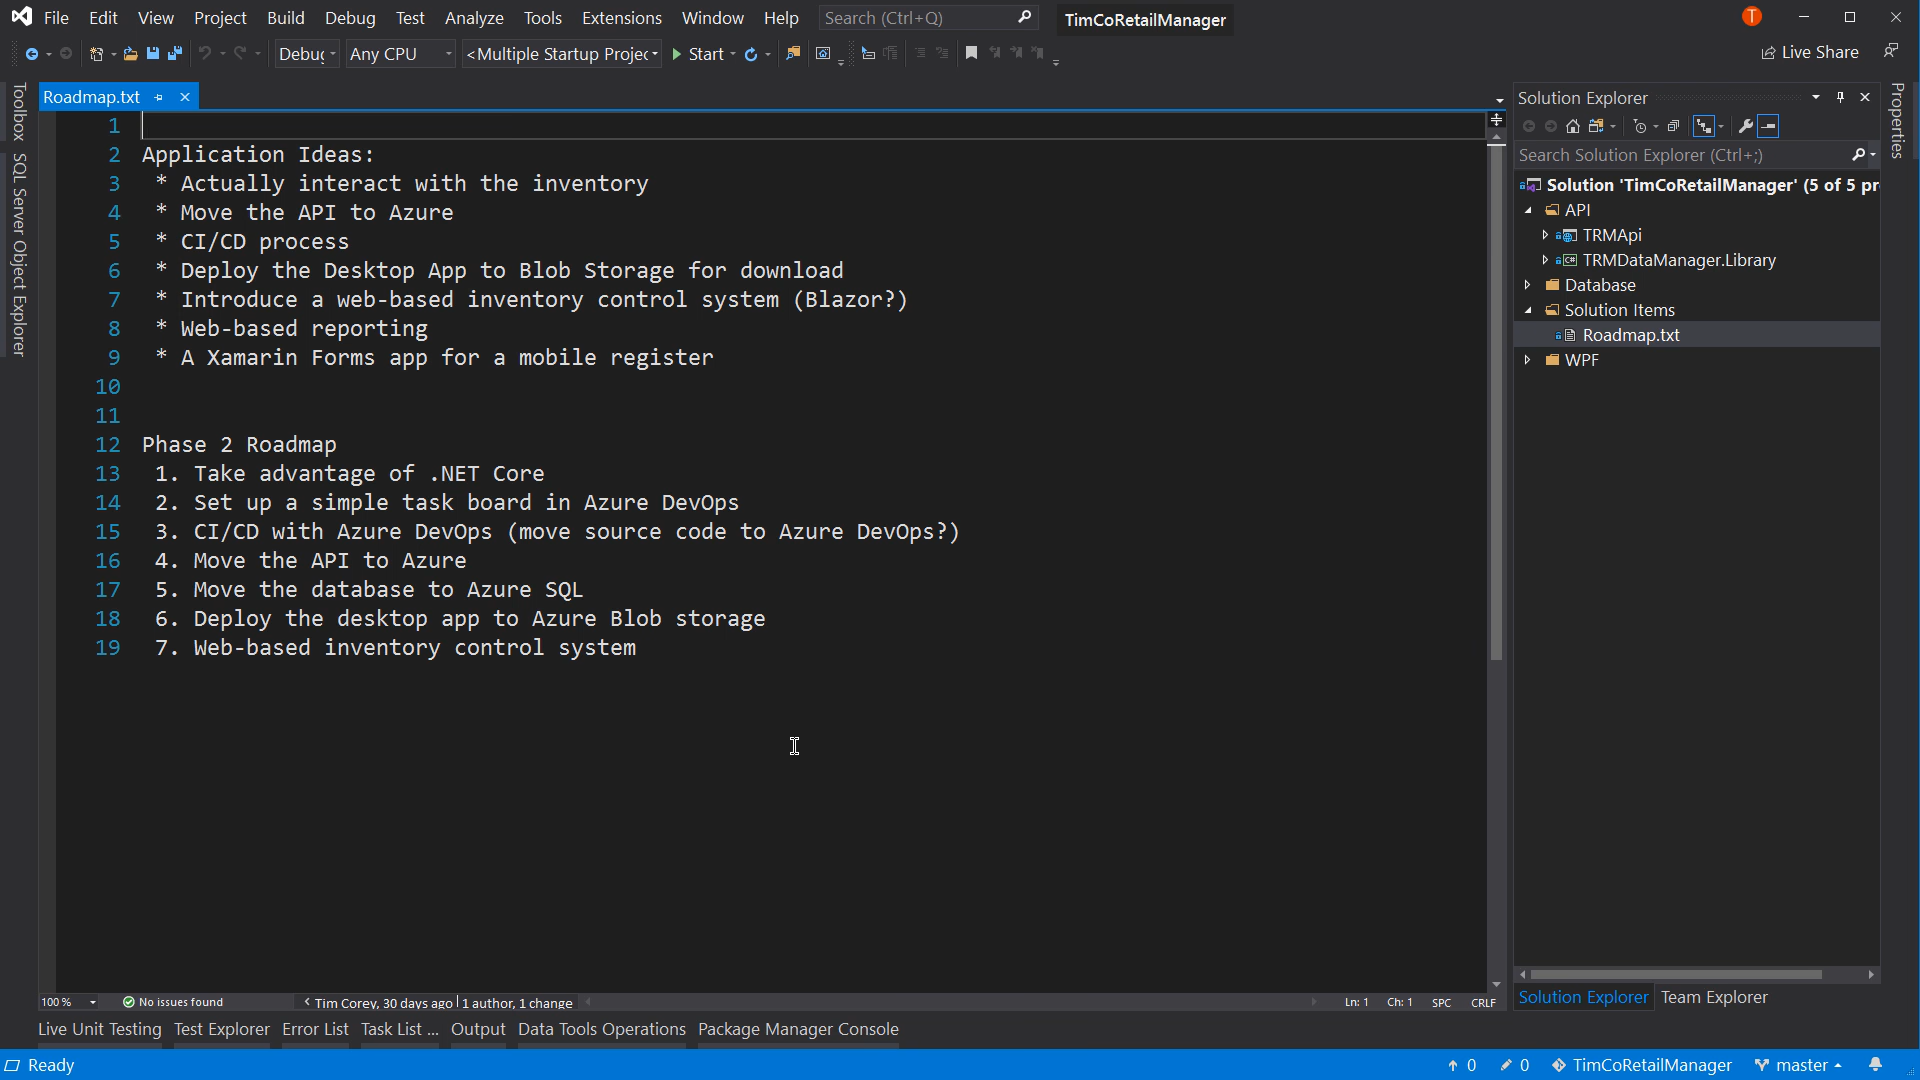 File Edit View Project Build Debug Test Analyze Tools Extensions Window Help Search (Ctrl+Q) TimCoRetailManager T
Debug Any CPU <Multiple Startup Projec Start Live Share
Roadmap.txt
1
2 Application Ideas:
3 * Actually interact with the inventory
4 * Move the API to Azure
5 * CI/CD process
6 * Deploy the Desktop App to Blob Storage for download
7 * Introduce a web-based inventory control system (Blazor?)
8 * Web-based reporting
9 * A Xamarin Forms app for a mobile register
10
11
12 Phase 2 Roadmap
13 1. Take advantage of .NET Core
14 2. Set up a simple task board in Azure DevOps
15 3. CI/CD with Azure DevOps (move source code to Azure DevOps?)
16 4. Move the API to Azure
17 5. Move the database to Azure SQL
18 6. Deploy the desktop app to Azure Blob storage
19 7. Web-based inventory control system
Toolbox
SQL Server Object Explorer
Solution Explorer
Search Solution Explorer (Ctrl+;)
Solution 'TimCoRetailManager' (5 of 5 pr
API
TRMApi
C# TRMDataManager.Library
Database
Solution Items
Roadmap.txt
WPF
Solution Explorer Team Explorer
Properties
100 % No issues found Tim Corey, 30 days ago | 1 author, 1 change Ln: 1 Ch: 1 SPC CRLF
Live Unit Testing Test Explorer Error List Task List ... Output Data Tools Operations Package Manager Console
Ready 0 0 TimCoRetailManager master